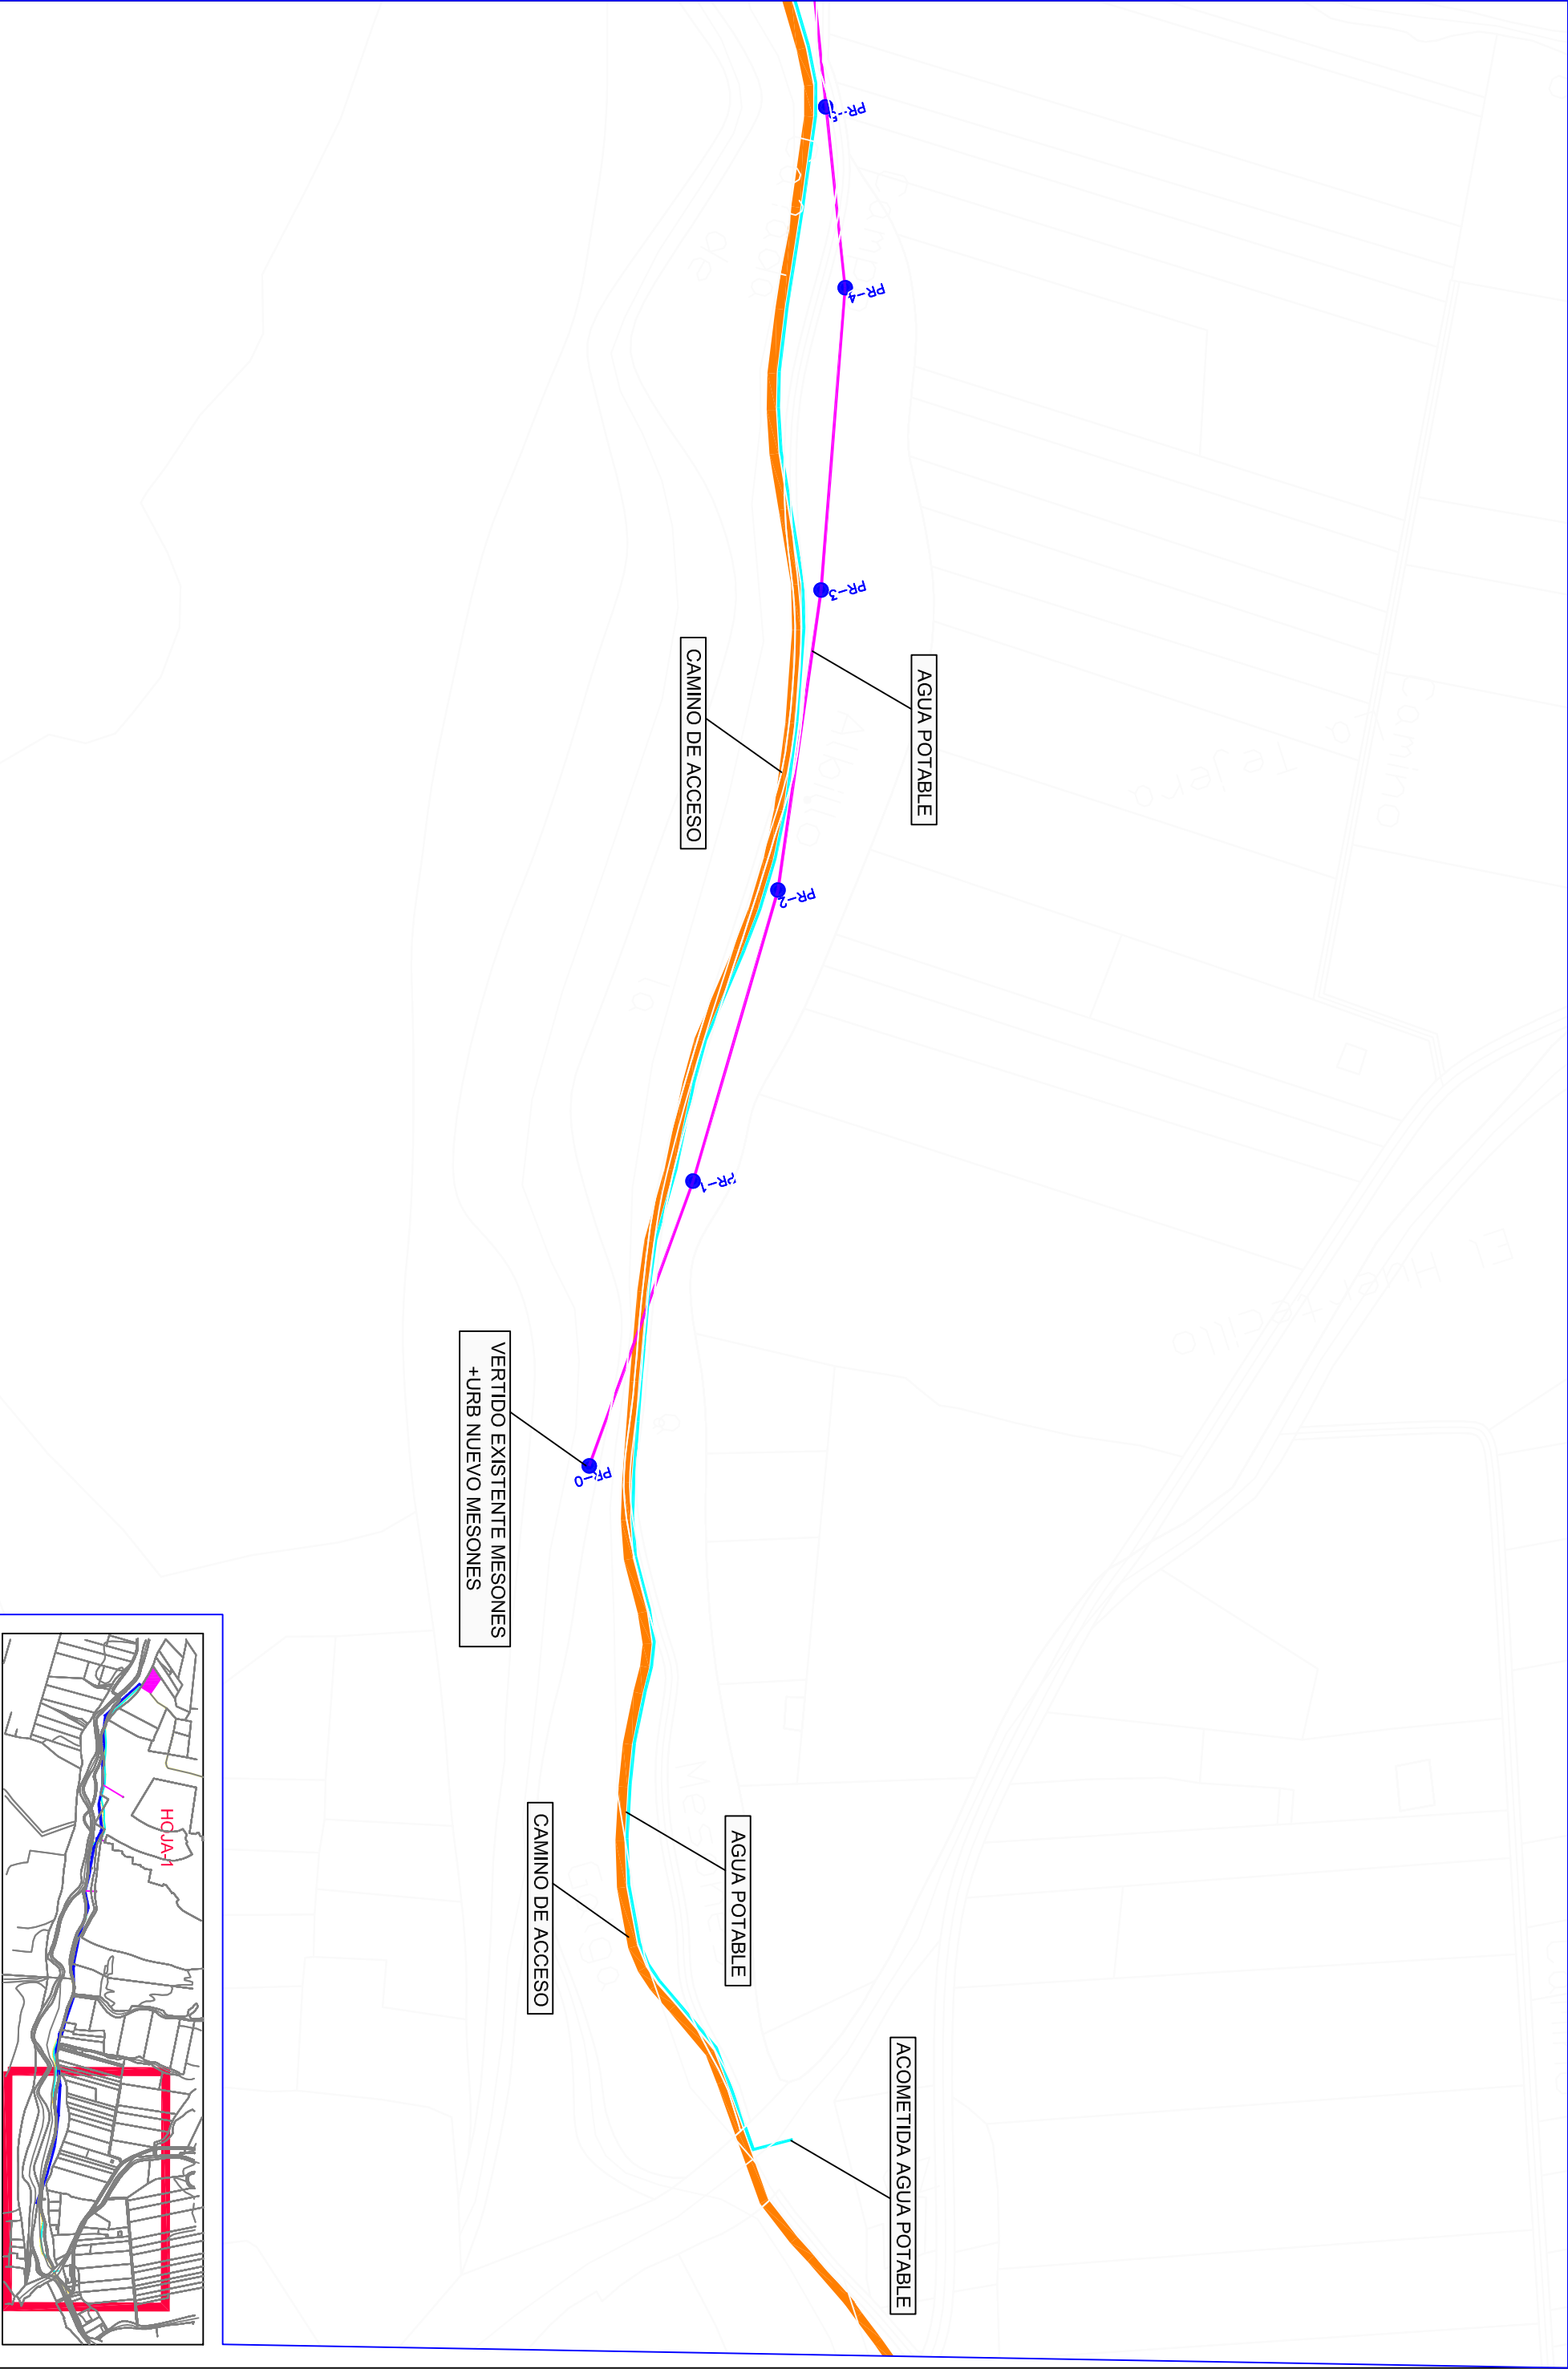 PR-4
PR-3
AGUA POTABLE
CAMINO DE ACCESO
PR-2
PR-1
VERTIDO EXISTENTE MESONES
+URB NUEVO MESONES
PR-0
AGUA POTABLE
CAMINO DE ACCESO
ACOMETIDA AGUA POTABLE
HOJA-1